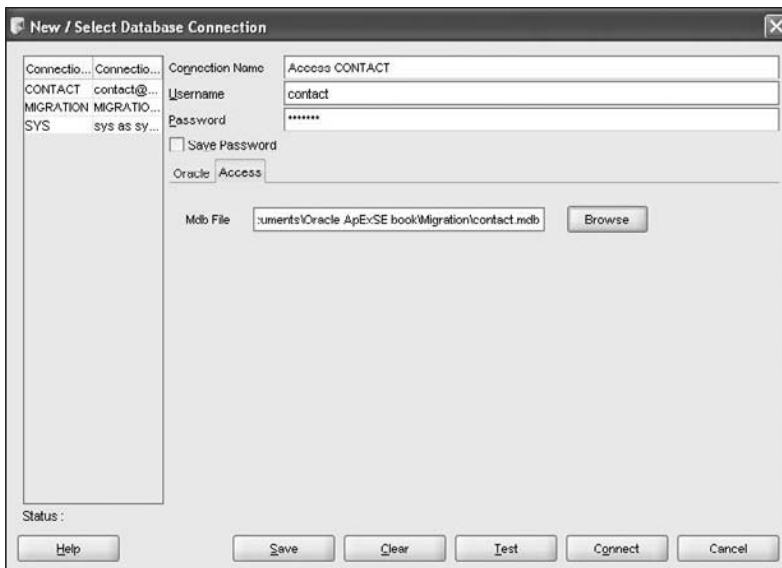 New / Select Database Connection
Connectio... Connectio...
CONTACT contact@...
MIGRATION MIGRATIO...
SYS sys as sy...
Connection Name Access CONTACT
Username contact
Password *******
Save Password
Oracle Access
Mdb File :uments\Oracle ApExSE book\Migration\contact.mdb Browse
Status :
Help Save Clear Test Connect Cancel